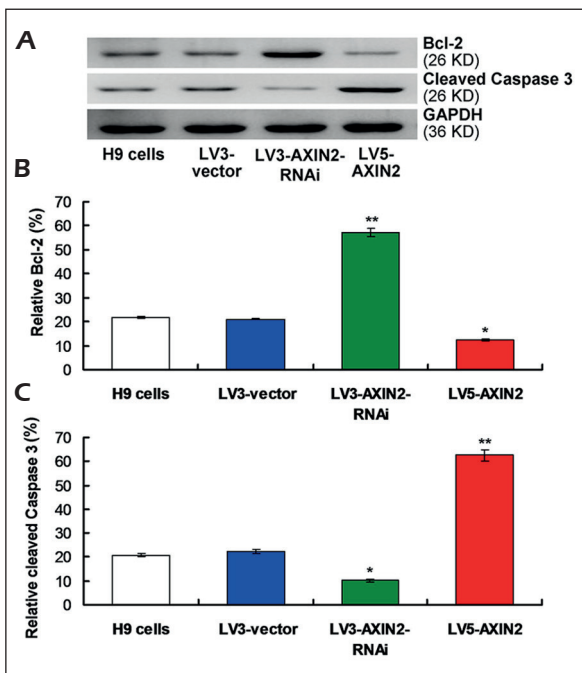 A
Bcl-2
(26 KD)
Cleaved Caspase 3
(26 KD)
GAPDH
(36 KD)
H9 cells
LV3-
vector
LV3-AXIN2-
RNAi
LV5-
AXIN2
B
Relative Bcl-2 (%)
70
60
50
40
30
20
10
0
**
*
H9 cells
LV3-vector
LV3-AXIN2-
RNAi
LV5-AXIN2
C
Relative cleaved Caspase 3 (%)
70
60
50
40
30
20
10
0
*
**
H9 cells
LV3-vector
LV3-AXIN2-
RNAi
LV5-AXIN2